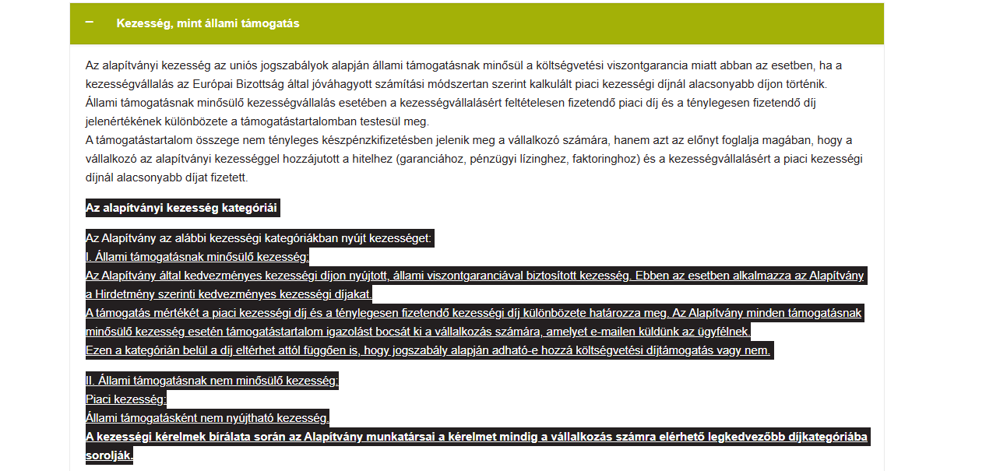 Kezesség, mint állami támogatás
Az alapítványi kezesség az uniós jogszabályok alapján állami támogatásnak minősül a költségvetési viszontgarancia miatt abban az esetben, ha a
kezességvállalás az Európai Bizottság által jóváhagyott számítási módszertan szerint kalkulált piaci kezességi díjnál alacsonyabb díjon történik.
Állami támogatásnak minősülő kezességvállalás esetében a kezességvállalásért feltételesen fizetendő piaci díj és a ténylegesen fizetendő díj
jelenértékének különbözete a támogatástartalomban testesül meg.
A támogatástartalom összege nem tényleges készpénzkifizetésben jelenik meg a vállalkozó számára, hanem azt az előnyt foglalja magában, hogy a
vállalkozó az alapítványi kezességgel hozzájutott a hitelhez (garanciához, pénzügyi lízinghez, faktoringhoz) és a kezességvállalásért a piaci kezességi
díjnál alacsonyabb díjat fizetett.
Az alapítványi kezesség kategóriái
Az Alapítvány az alábbi kezességi kategóriákban nyújt kezességet:
I. Állami támogatásnak minősülő kezesség:
Az Alapítvány által kedvezményes kezességi díjon nyújtott, állami viszontgaranciával biztosított kezesség. Ebben az esetben alkalmazza az Alapítvány
a Hirdetmény szerinti kedvezményes kezességi díjakat.
A támogatás mértékét a piaci kezességi díj és a ténylegesen fizetendő kezességi díj különbözete határozza meg. Az Alapítvány minden támogatásnak
minősülő kezesség esetén támogatástartalom igazolást bocsát ki a vállalkozás számára, amelyet e-mailen küldünk az ügyfélnek.
Ezen a kategórián belül a díj eltérhet attól függően is, hogy jogszabály alapján adható-e hozzá költségvetési díjtámogatás vagy nem.
II. Állami támogatásnak nem minősülő kezesség:
Piaci kezesség:
Állami támogatásként nem nyújtható kezesség.
A kezességi kérelmek bírálata során az Alapítvány munkatársai a kérelmet mindig a vállalkozás számra elérhető legkedvezőbb díjkategóriába
sorolják.